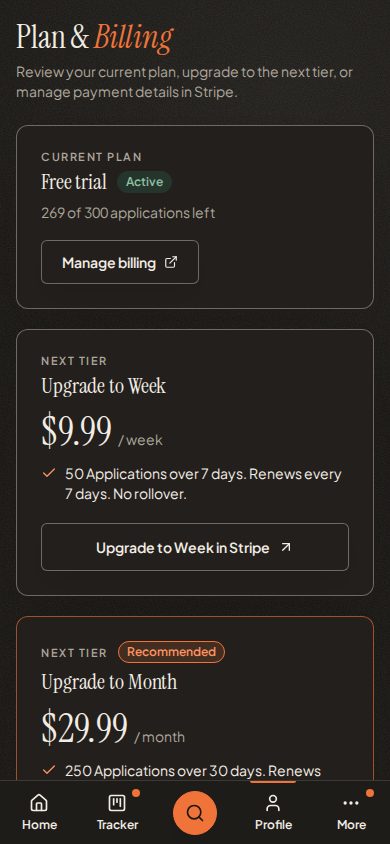 Plan & Billing
Review your current plan, upgrade to the next tier, or
manage payment details in Stripe.
CURRENT PLAN
Free trial Active
269 of 300 applications left
Manage billing
NEXT TIER
Upgrade to Week
$9.99 / week
50 Applications over 7 days. Renews every
7 days. No rollover.
Upgrade to Week in Stripe
NEXT TIER Recommended
Upgrade to Month
$29.99 / month
250 Applications over 30 days. Renews
Home Tracker Profile More